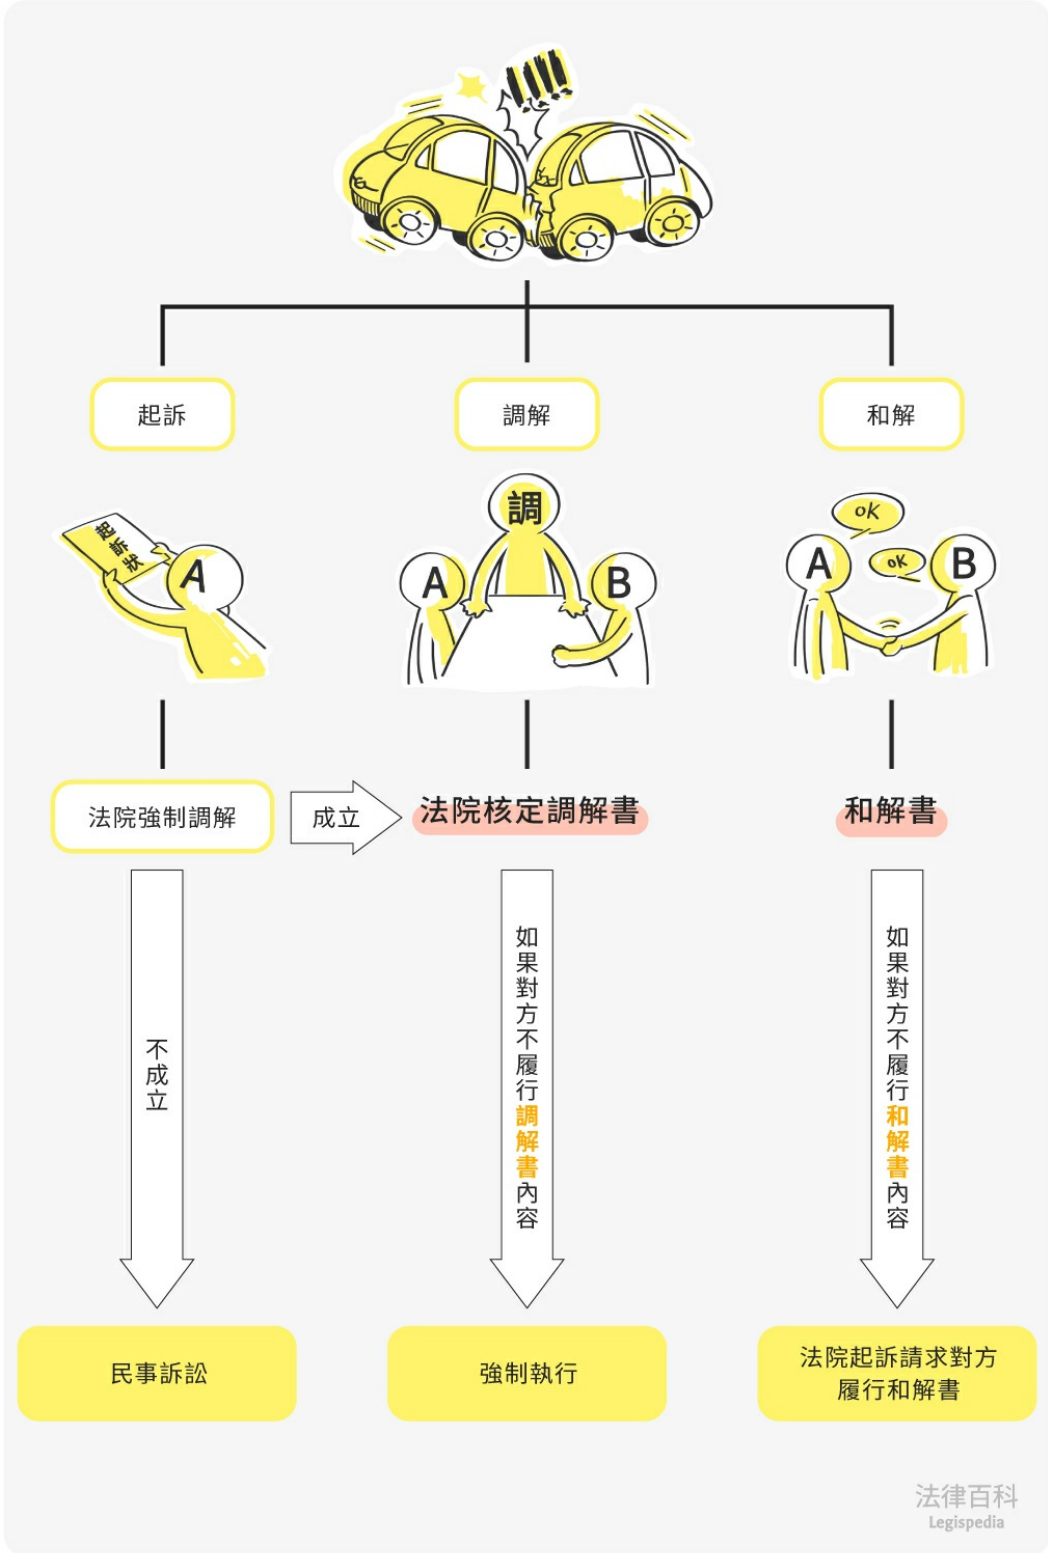 起訴
調解
和解
起訴狀
A
調
A
B
OK
OK
A
B
法院強制調解
成立
法院核定調解書
和解書
不成立
如果對方不履行調解書內容
如果對方不履行和解書內容
民事訴訟
強制執行
法院起訴請求對方
履行和解書
法律百科
Legispedia